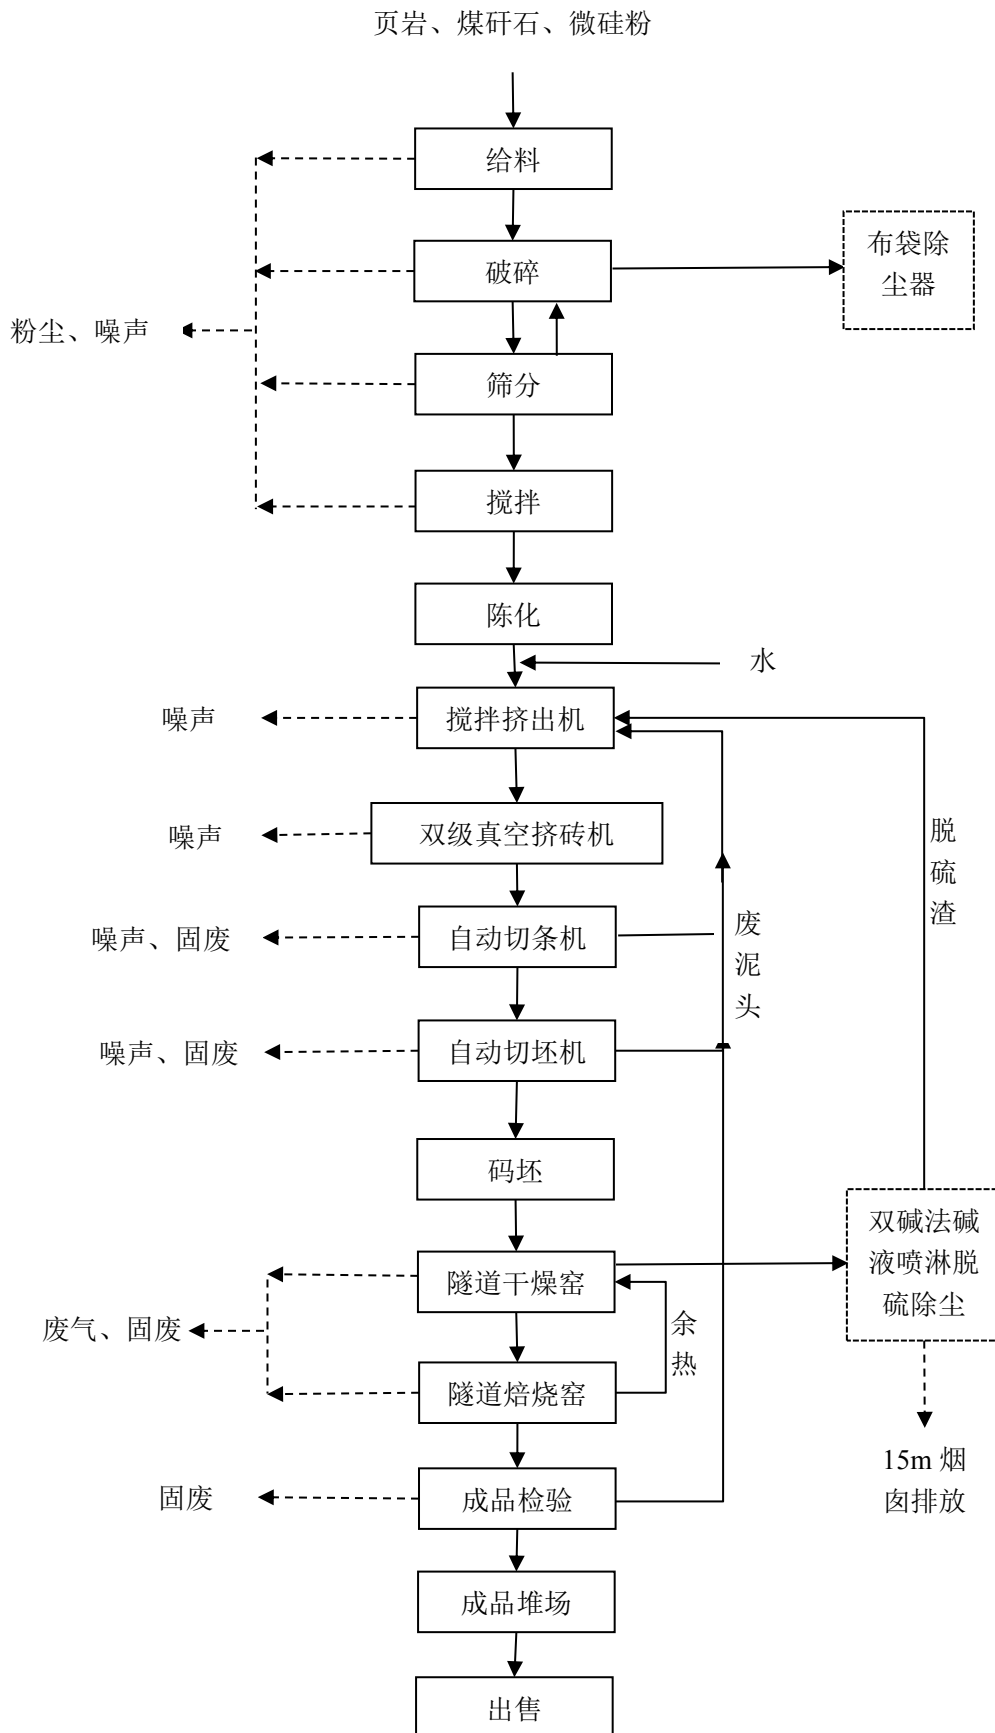 页岩、煤矸石、微硅粉
给料
破碎
布袋除
尘器
粉尘、噪声
筛分
搅拌
陈化
水
噪声
搅拌挤出机
噪声
双级真空挤砖机
脱硫渣
噪声、固废
自动切条机
废泥头
噪声、固废
自动切坯机
码坯
双碱法碱
液喷淋脱
硫除尘
隧道干燥窑
废气、固废
余热
隧道焙烧窑
15m 烟
囱排放
固废
成品检验
成品堆场
出售